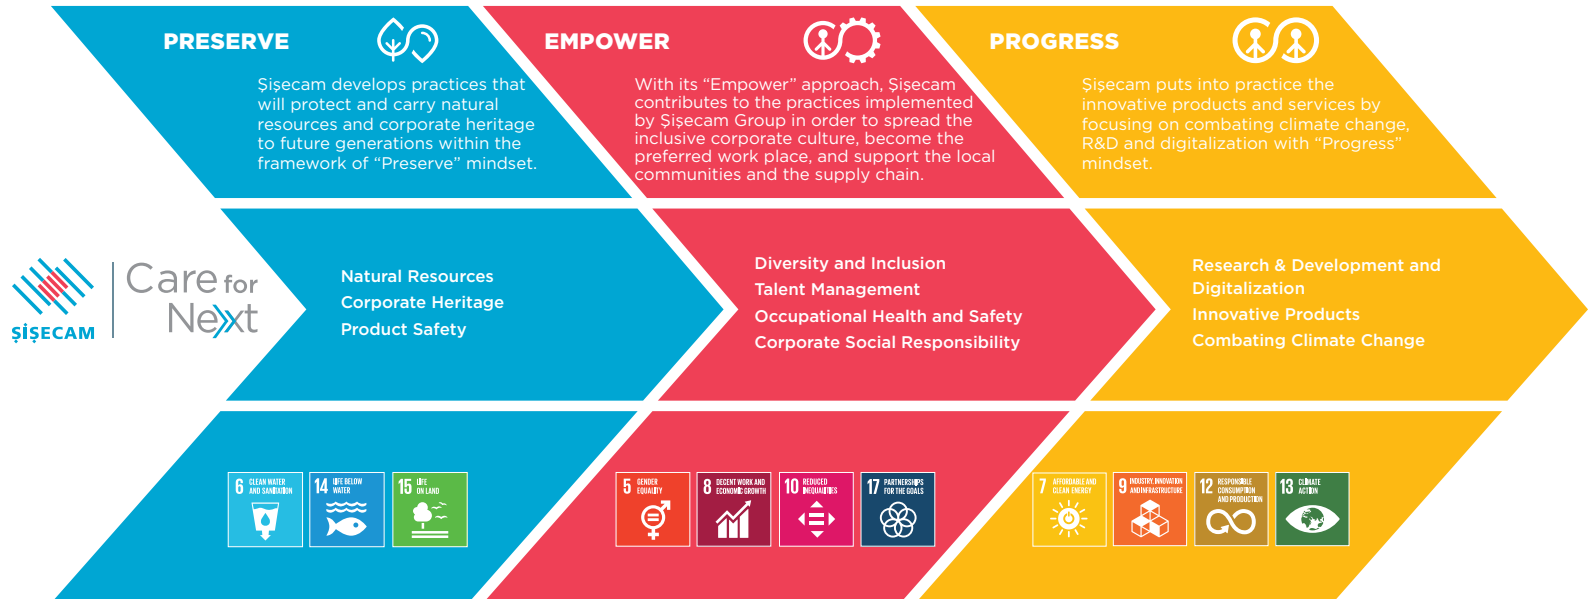 PRESERVE
Şişecam develops practices that
will protect and carry natural
resources and corporate heritage
to future generations within the
framework of “Preserve” mindset.
EMPOWER
With its “Empower” approach, Şişecam
contributes to the practices implemented
by Şişecam Group in order to spread the
inclusive corporate culture, become the
preferred work place, and support the local
communities and the supply chain.
PROGRESS
Şişecam puts into practice the
innovative products and services by
focusing on combating climate change,
R&D and digitalization with “Progress”
mindset.
ŞİŞECAM
Care for
Next
Natural Resources
Corporate Heritage
Product Safety
Diversity and Inclusion
Talent Management
Occupational Health and Safety
Corporate Social Responsibility
Research & Development and
Digitalization
Innovative Products
Combating Climate Change
6 CLEAN WATER
AND SANITATION
14 LIFE BELOW
WATER
15 LIFE
ON LAND
5 GENDER
EQUALITY
8 DECENT WORK AND
ECONOMIC GROWTH
10 REDUCED
INEQUALITIES
17 PARTNERSHIPS
FOR THE GOALS
7 AFFORDABLE AND
CLEAN ENERGY
9 INDUSTRY, INNOVATION
AND INFRASTRUCTURE
12 RESPONSIBLE
CONSUMPTION
AND PRODUCTION
13 CLIMATE
ACTION